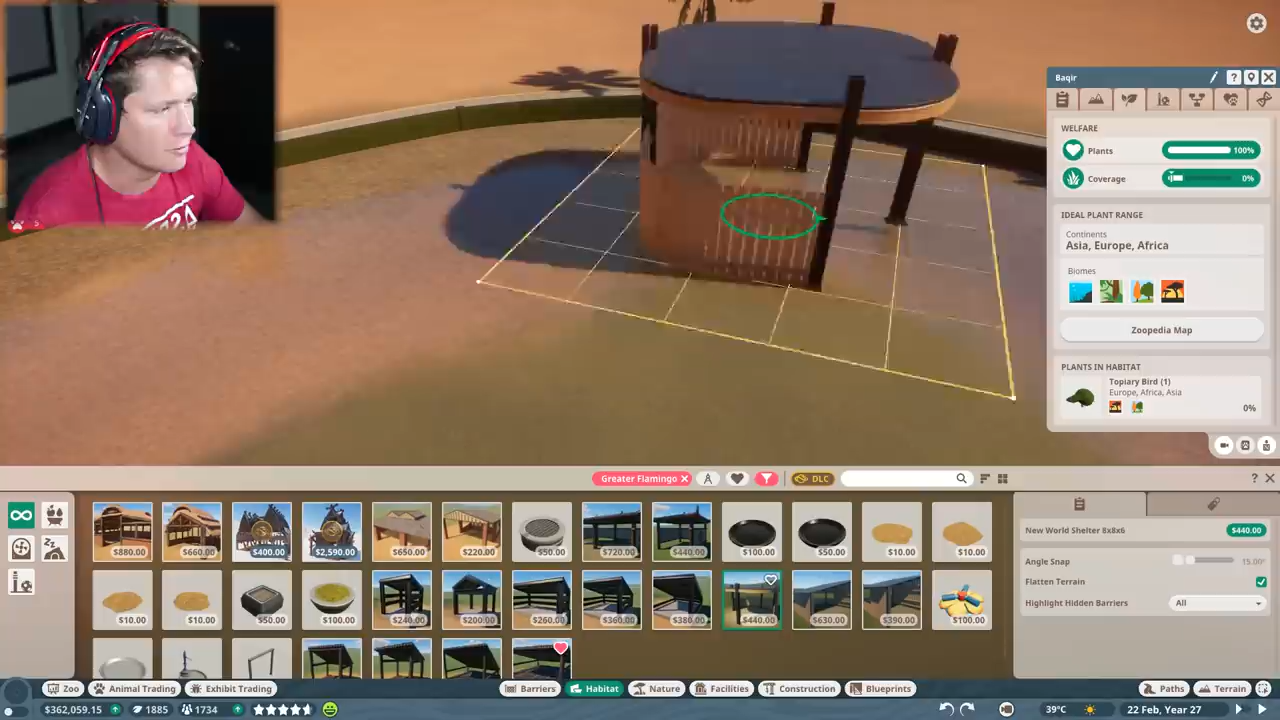 Baqir
WELFARE
Plants 100%
Coverage 0%
IDEAL PLANT RANGE
Continents
Asia, Europe, Africa
Biomes
Zoopedia Map
PLANTS IN HABITAT
Topiary Bird (1)
Europe, Africa, Asia
0%
5
Greater Flamingo
DLC
$880.00 $660.00 $400.00 $2,590.00 $650.00 $220.00 $50.00 $720.00 $440.00 $100.00 $50.00 $10.00 $10.00
$10.00 $10.00 $50.00 $100.00 $240.00 $200.00 $260.00 $360.00 $380.00 $440.00 $630.00 $390.00 $100.00
New World Shelter 8x8x6 $440.00
Angle Snap 15.00°
Flatten Terrain
Highlight Hidden Barriers All
Zoo Animal Trading Exhibit Trading Barriers Habitat Nature Facilities Construction Blueprints Paths Terrain
$362,059.15 1885 1734 39°C 22 Feb, Year 27